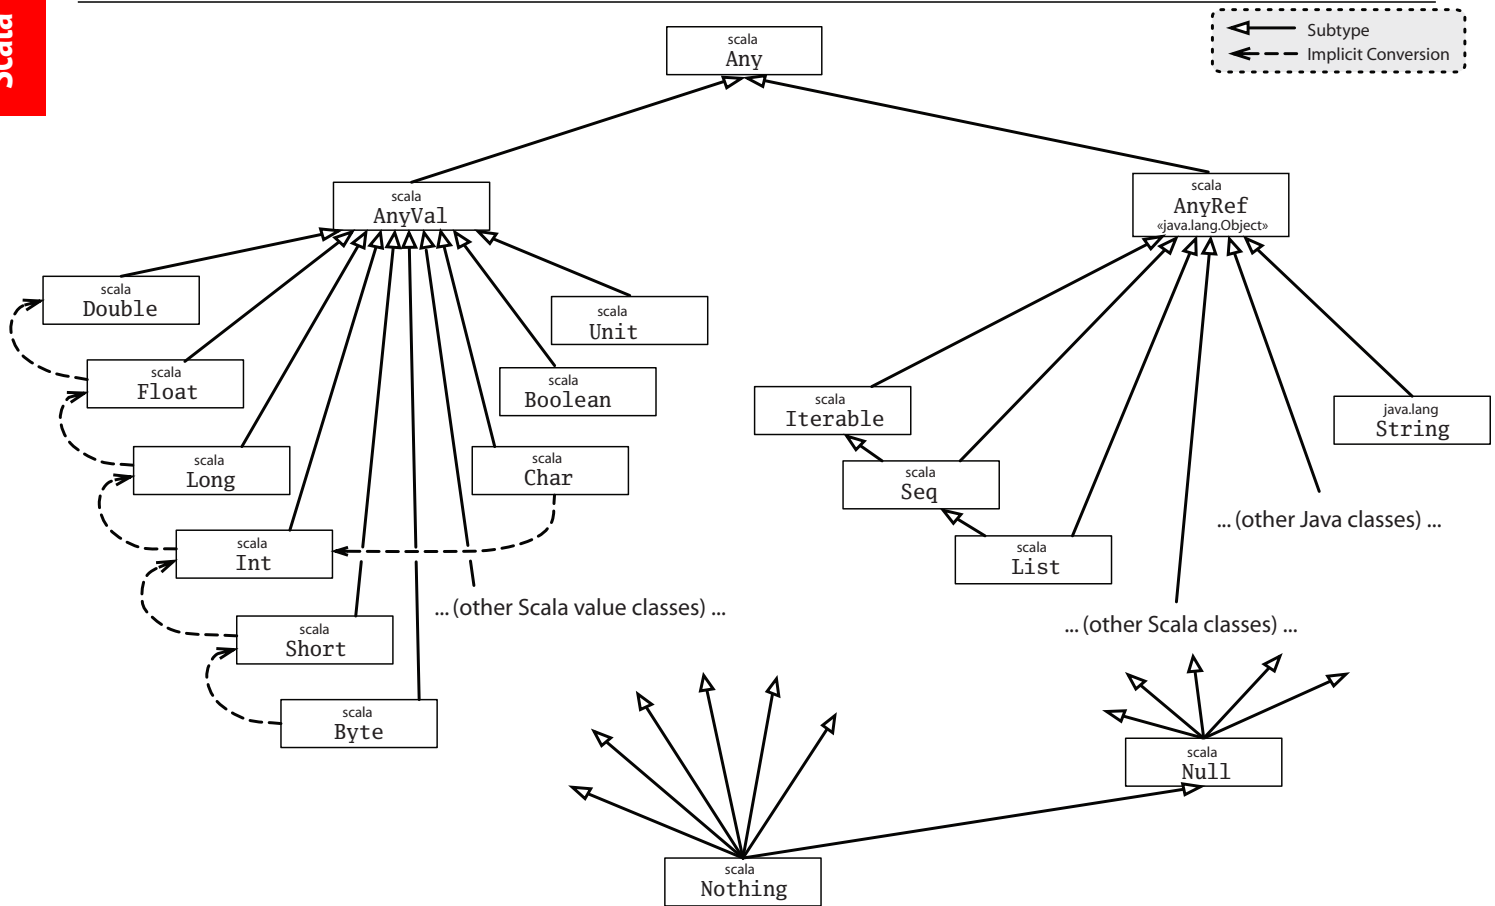 Scala
scala
Any
Subtype
Implicit Conversion
scala
AnyVal
scala
AnyRef
«java.lang.Object»
scala
Double
scala
Unit
scala
Float
scala
Boolean
scala
Iterable
java.lang
String
scala
Long
scala
Char
scala
Seq
... (other Java classes) ...
scala
Int
scala
List
... (other Scala value classes) ...
... (other Scala classes) ...
scala
Short
scala
Byte
scala
Null
scala
Nothing